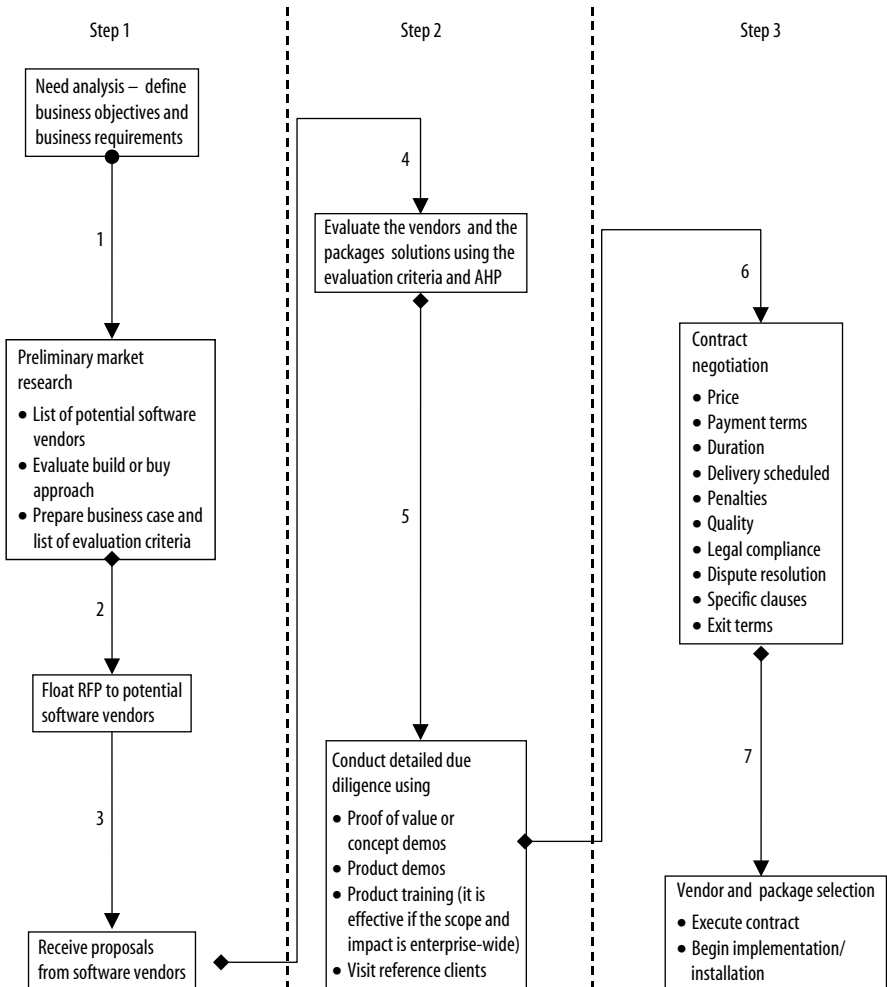 Step 1
Need analysis – define
business objectives and
business requirements
1
Preliminary market
research
• List of potential software
vendors
• Evaluate build or buy
approach
• Prepare business case and
list of evaluation criteria
2
Float RFP to potential
software vendors
3
Receive proposals
from software vendors
Step 2
4
Evaluate the vendors and the
packages solutions using the
evaluation criteria and AHP
5
Conduct detailed due
diligence using
• Proof of value or
concept demos
• Product demos
• Product training (it is
effective if the scope and
impact is enterprise-wide)
• Visit reference clients
Step 3
6
Contract
negotiation
• Price
• Payment terms
• Duration
• Delivery scheduled
• Penalties
• Quality
• Legal compliance
• Dispute resolution
• Specific clauses
• Exit terms
7
Vendor and package selection
• Execute contract
• Begin implementation/
installation